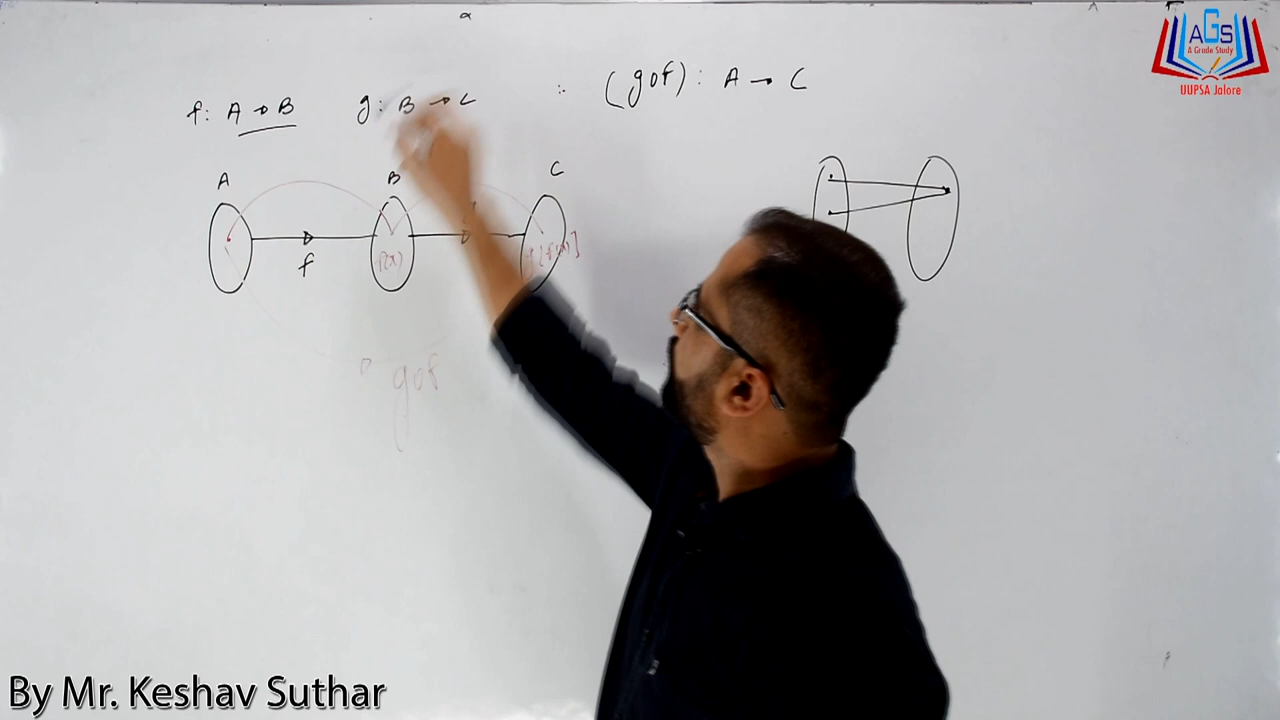 f: A → B g: B → C ∴ (gof): A → C
A B C
f
f(x) g[f(x)]
gof
AGS
A Grade Study
UUPSA Jalore
By Mr. Keshav Suthar